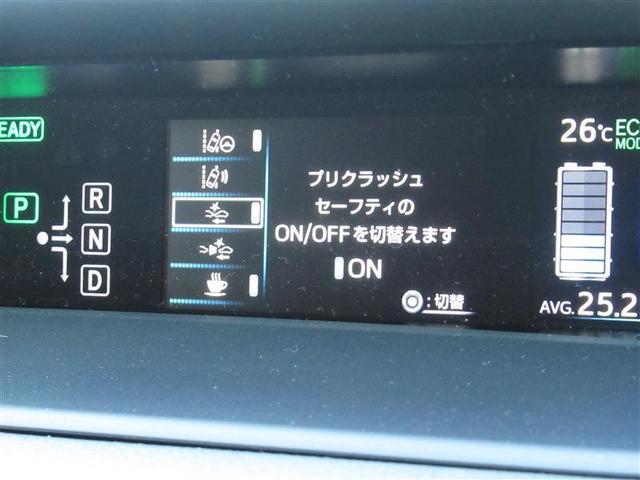 READY
P
R
N
D
プリクラッシュ
セーフティの
ON/OFFを切替えます
ON
:切替
26℃
AVG. 25.2